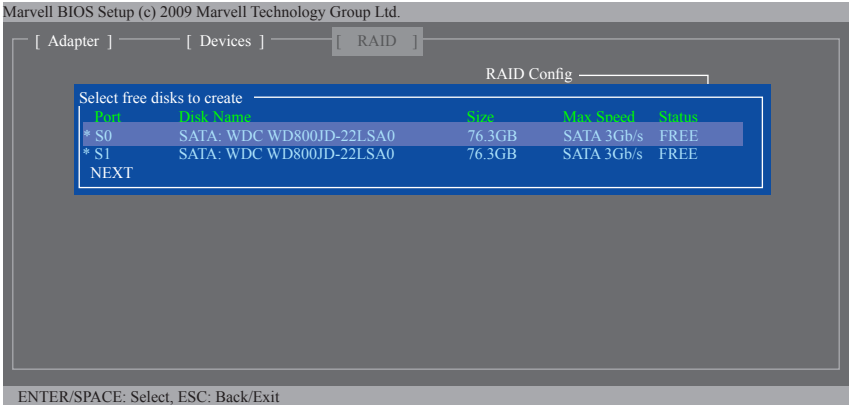 Marvell BIOS Setup (c) 2009 Marvell Technology Group Ltd.
[ Adapter ] [ Devices ] [ RAID ]
RAID Config
Select free disks to create
Port Disk Name Size Max Speed Status
* S0 SATA: WDC WD800JD-22LSA0 76.3GB SATA 3Gb/s FREE
* S1 SATA: WDC WD800JD-22LSA0 76.3GB SATA 3Gb/s FREE
NEXT
ENTER/SPACE: Select, ESC: Back/Exit